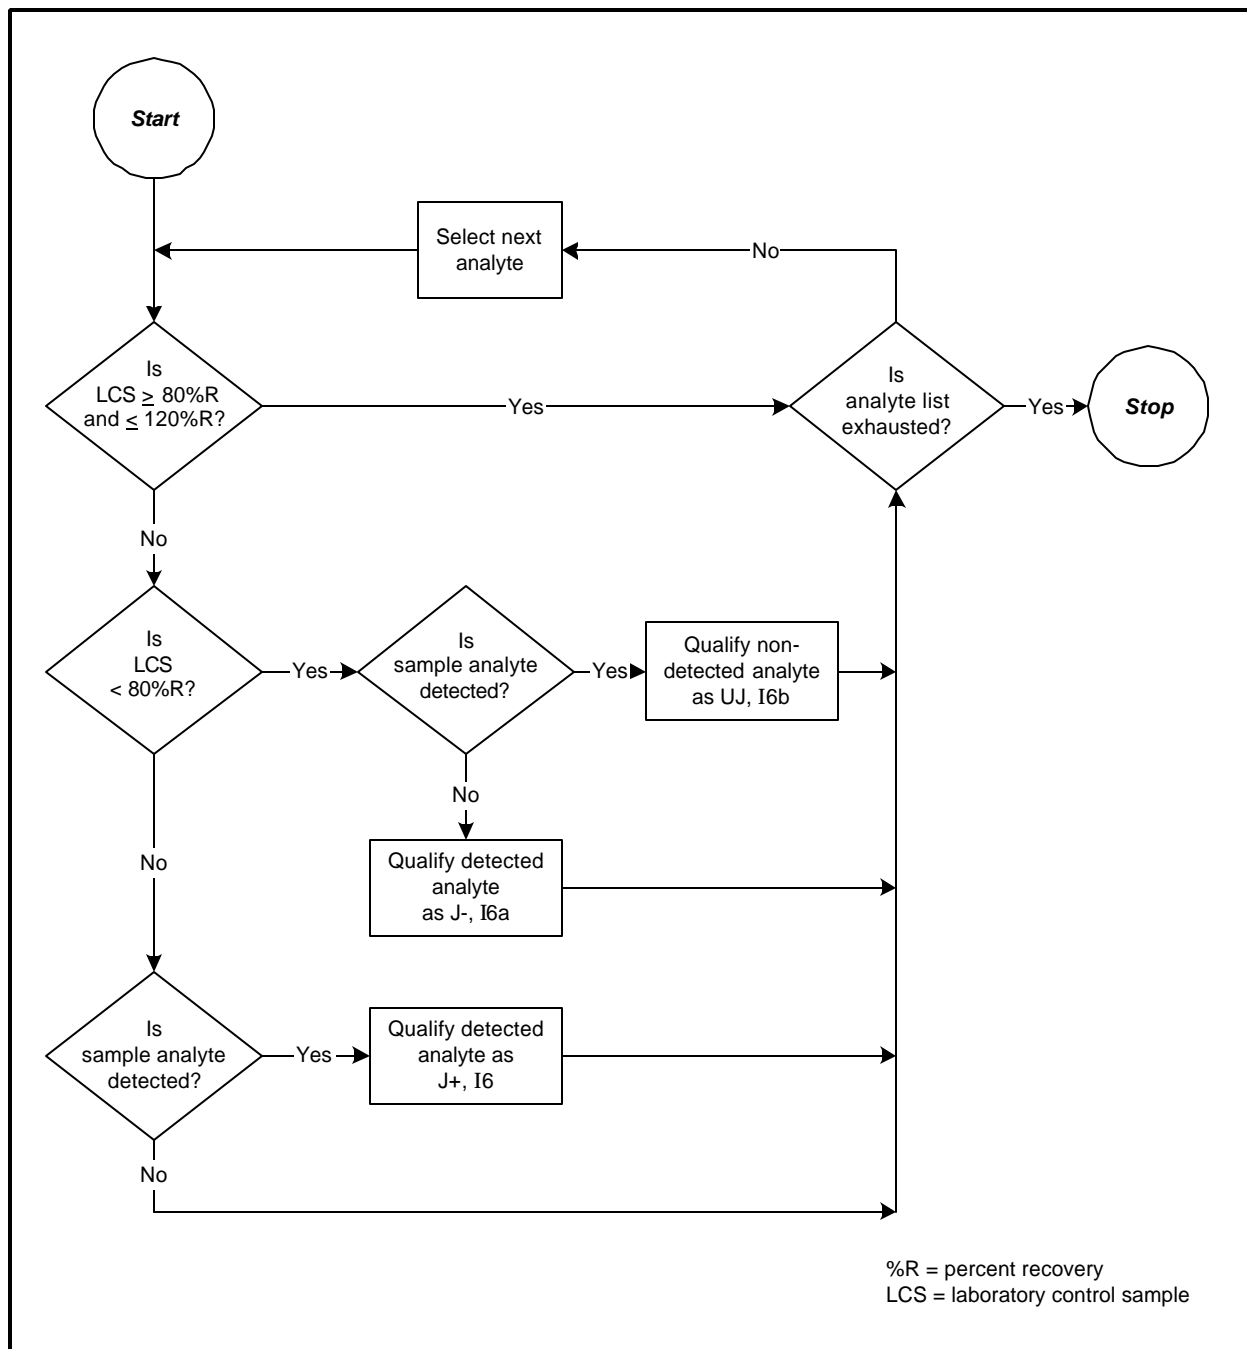 Start
Select next
analyte
No
Is
LCS ≥ 80%R
and ≤ 120%R?
Yes
Is
analyte list
exhausted?
Yes
Stop
No
Is
LCS
< 80%R?
Yes
Is
sample analyte
detected?
Yes
Qualify non-
detected analyte
as UJ, I6b
No
No
Qualify detected
analyte
as J-, I6a
Is
sample analyte
detected?
Yes
Qualify detected
analyte as
J+, I6
No
%R = percent recovery
LCS = laboratory control sample